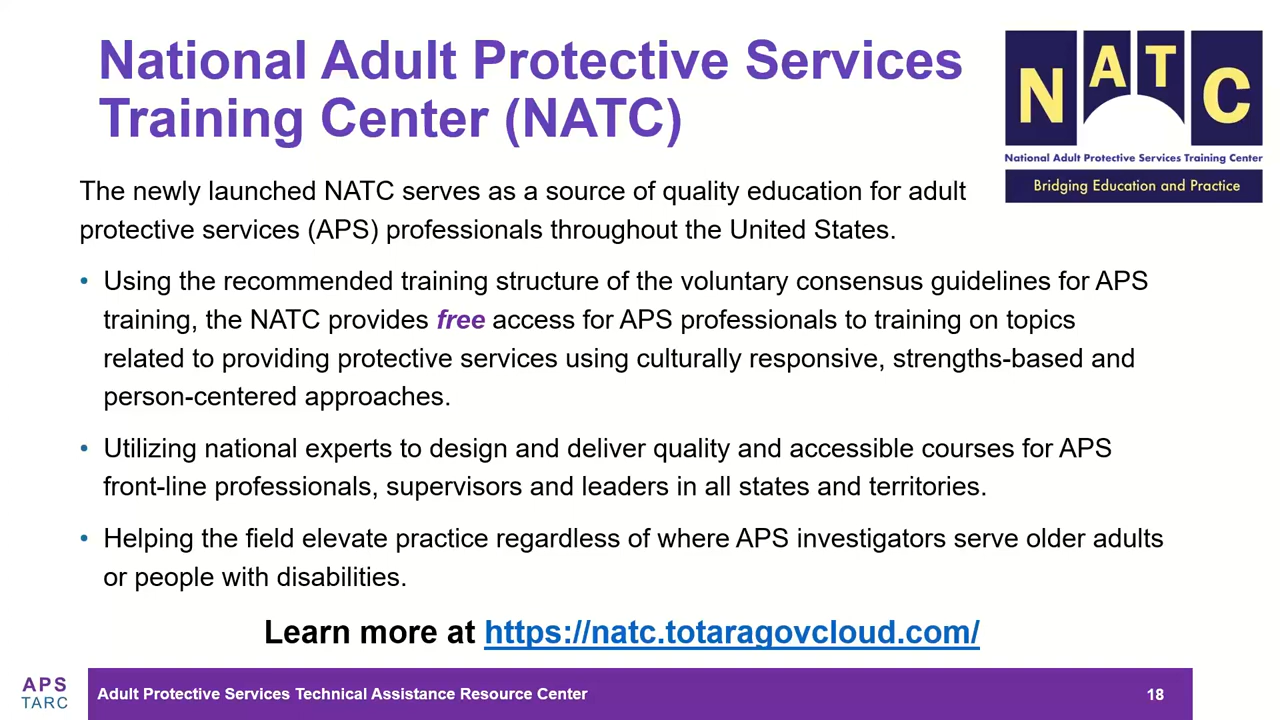 National Adult Protective Services
Training Center (NATC)
NATC
National Adult Protective Services Training Center
Bridging Education and Practice
The newly launched NATC serves as a source of quality education for adult
protective services (APS) professionals throughout the United States.
• Using the recommended training structure of the voluntary consensus guidelines for APS
training, the NATC provides free access for APS professionals to training on topics
related to providing protective services using culturally responsive, strengths-based and
person-centered approaches.
• Utilizing national experts to design and deliver quality and accessible courses for APS
front-line professionals, supervisors and leaders in all states and territories.
• Helping the field elevate practice regardless of where APS investigators serve older adults
or people with disabilities.
Learn more at https://natc.totaragovcloud.com/
APS
TARC
Adult Protective Services Technical Assistance Resource Center
18